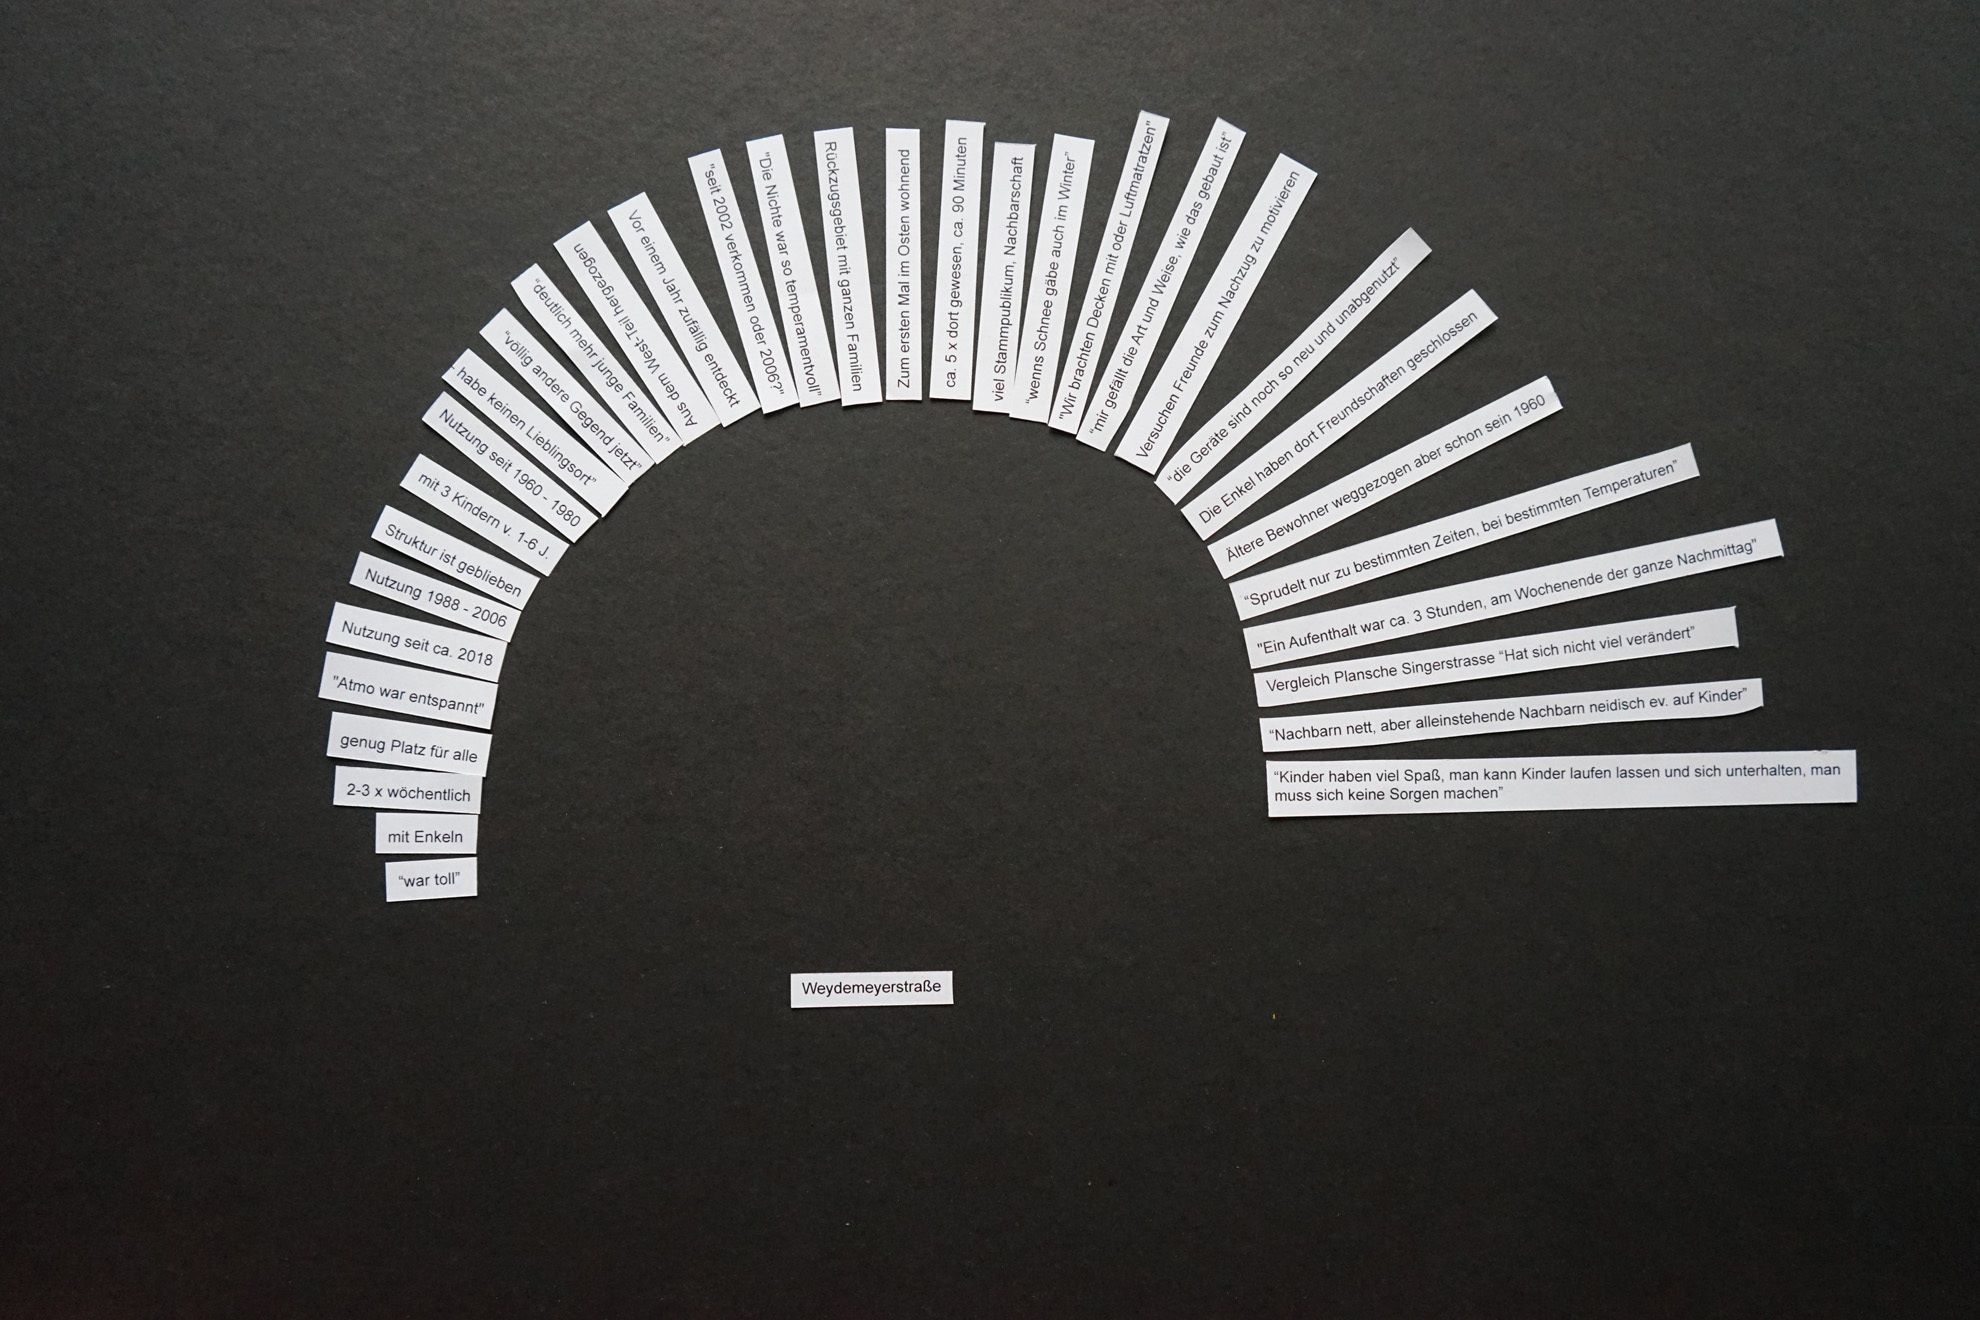 “war toll”
mit Enkeln
2-3 x wöchentlich
genug Platz für alle
"Atmo war entspannt"
Nutzung seit ca. 2018
Nutzung 1988 - 2006
Struktur ist geblieben
mit 3 Kindern v. 1-6 J.
Nutzung seit 1960 - 1980
habe keinen Lieblingsort”
“völlig andere Gegend jetzt”
“deutlich mehr junge Familien”
Aus dem West-Teil hergezogen
Vor einem Jahr zufällig entdeckt
"seit 2002 verkommen oder 2006?"
"Die Nichte war so temperamentvoll"
Rückzugsgebiet mit ganzen Familien
Zum ersten Mal im Osten wohnend
ca. 5 x dort gewesen, ca. 90 Minuten
viel Stammpublikum, Nachbarschaft
“wenns Schnee gäbe auch im Winter”
"Wir brachten Decken mit oder Luftmatratzen"
“mir gefällt die Art und Weise, wie das gebaut ist”
Versuchen Freunde zum Nachzug zu motivieren
“die Geräte sind noch so neu und unabgenutzt”
Die Enkel haben dort Freundschaften geschlossen
Ältere Bewohner weggezogen aber schon sein 1960
“Sprudelt nur zu bestimmten Zeiten, bei bestimmten Temperaturen”
"Ein Aufenthalt war ca. 3 Stunden, am Wochenende der ganze Nachmittag"
Vergleich Plansche Singerstrasse “Hat sich nicht viel verändert”
“Nachbarn nett, aber alleinstehende Nachbarn neidisch ev. auf Kinder”
“Kinder haben viel Spaß, man kann Kinder laufen lassen und sich unterhalten, man
muss sich keine Sorgen machen”
Weydemeyerstraße